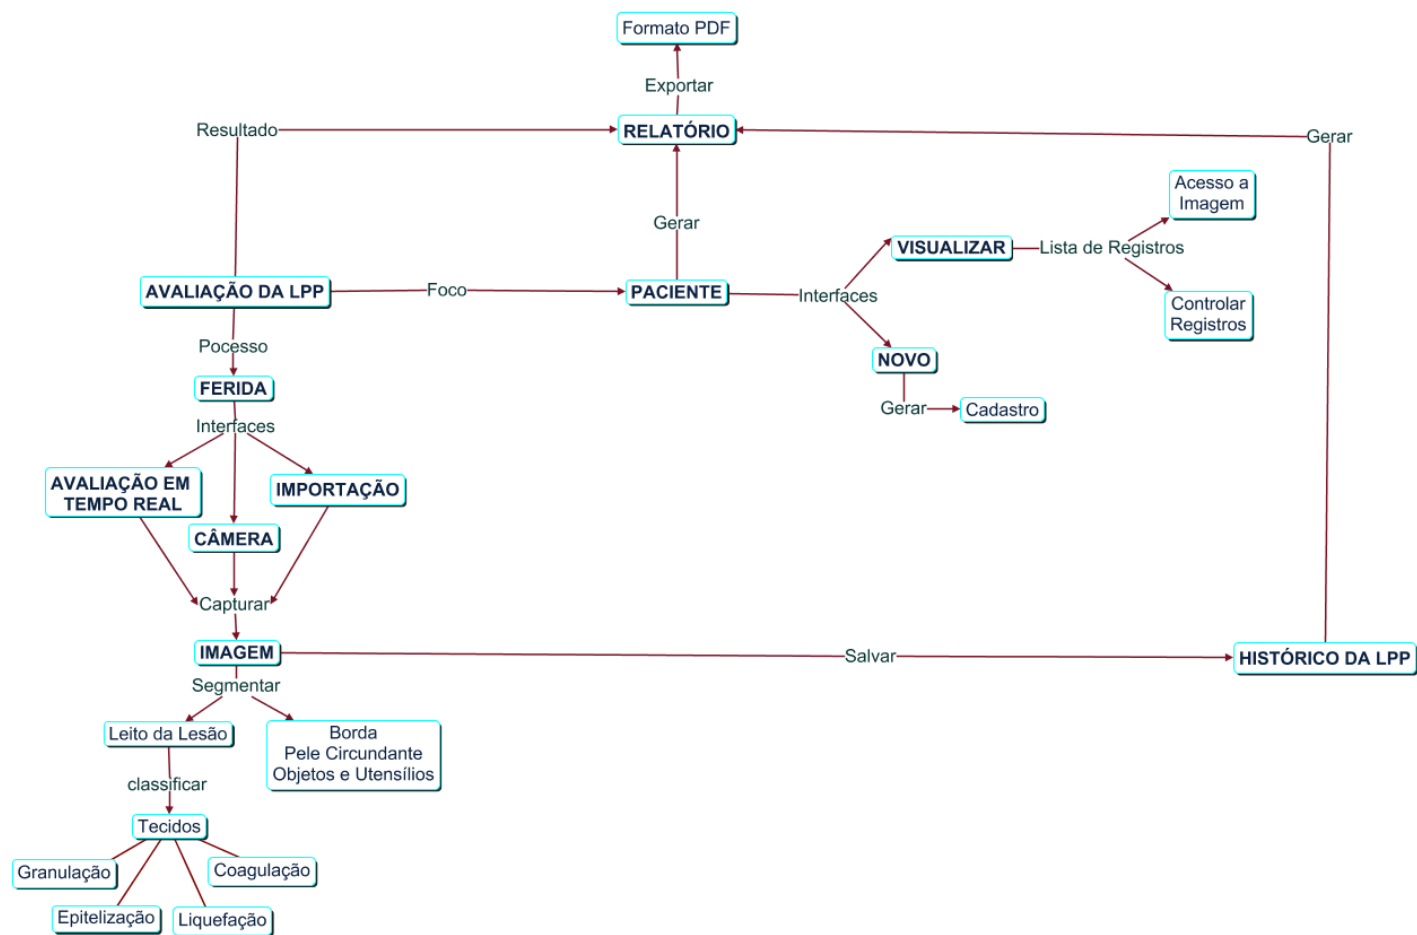 Formato PDF
Exportar
Resultado
RELATÓRIO
Gerar
Acesso a
Imagem
Gerar
VISUALIZAR
Lista de Registros
AVALIAÇÃO DA LPP
Foco
PACIENTE
Interfaces
Controlar
Registros
Pocesso
NOVO
FERIDA
Gerar
Cadastro
Interfaces
AVALIAÇÃO EM
TEMPO REAL
IMPORTAÇÃO
CÂMERA
Capturar
IMAGEM
Salvar
HISTÓRICO DA LPP
Segmentar
Leito da Lesão
Borda
Pele Circundante
Objetos e Utensílios
classificar
Tecidos
Granulação
Coagulação
Epitelização
Liquefação